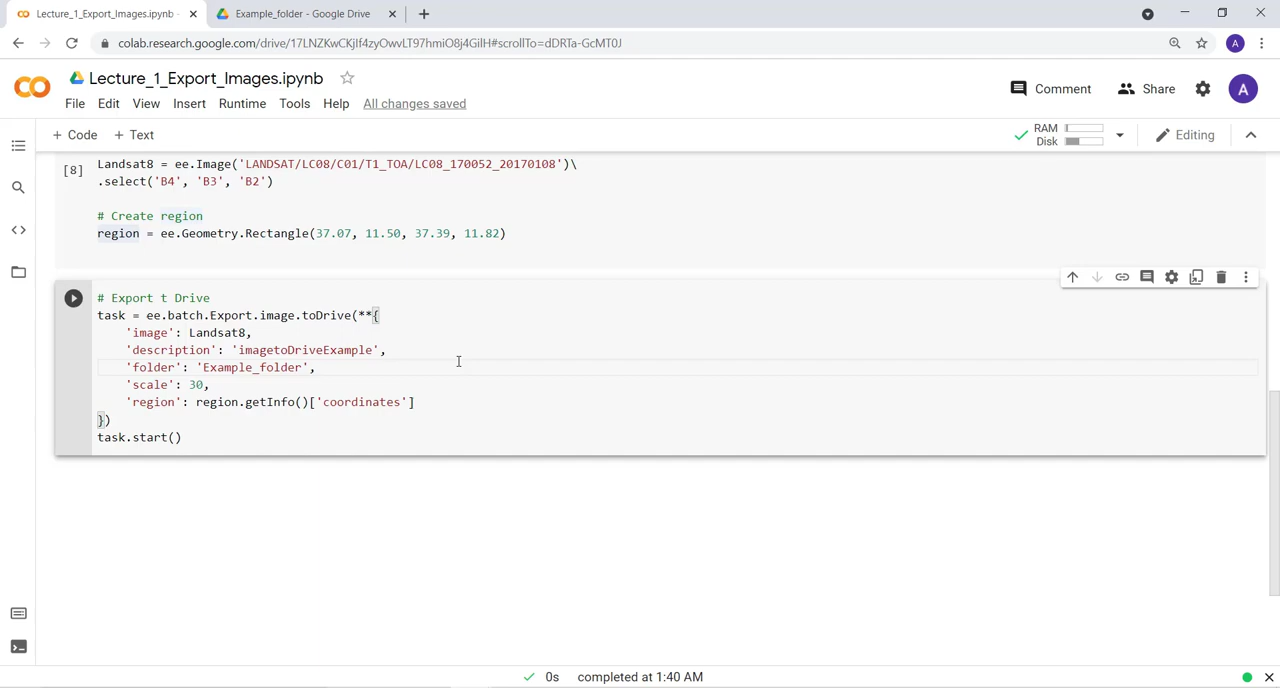 Lecture_1_Export_Images.ipynb -
Example_folder - Google Drive
colab.research.google.com/drive/17LNZKwCKjIf4zyOwvLT97hmiO8j4GiIH#scrollTo=dDRTa-GcMT0J
A
Lecture_1_Export_Images.ipynb
Comment
Share
A
File Edit View Insert Runtime Tools Help All changes saved
+ Code + Text
RAM
Disk
Editing
[8]
Landsat8 = ee.Image('LANDSAT/LC08/C01/T1_TOA/LC08_170052_20170108')\
.select('B4', 'B3', 'B2')
# Create region
region = ee.Geometry.Rectangle(37.07, 11.50, 37.39, 11.82)
# Export t Drive
task = ee.batch.Export.image.toDrive(**{
'image': Landsat8,
'description': 'imagetoDriveExample',
'folder': 'Example_folder',
'scale': 30,
'region': region.getInfo()['coordinates']
})
task.start()
0s completed at 1:40 AM